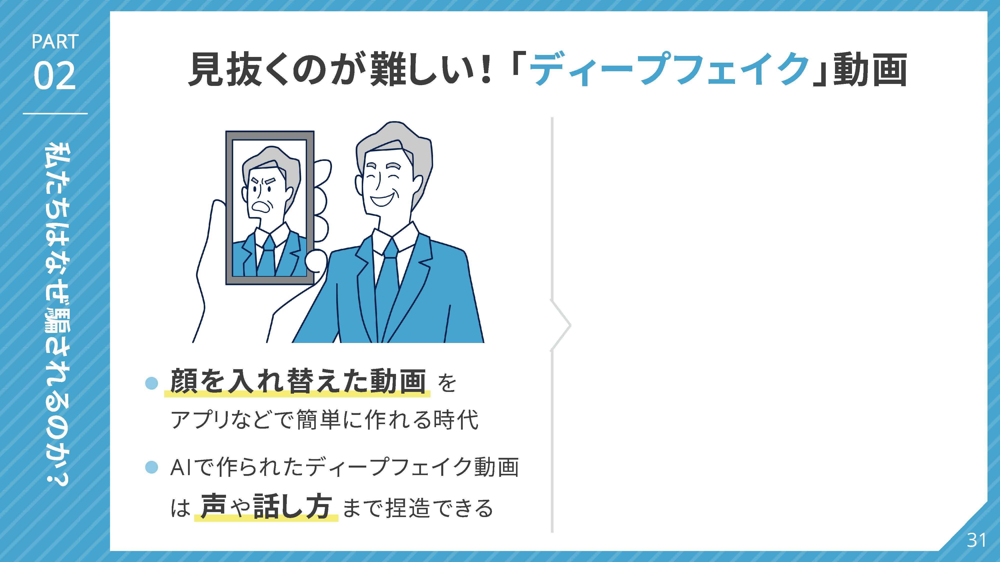 PART
02
私たちはなぜ騙されるのか？
見抜くのが難しい！「ディープフェイク」動画
● 顔を入れ替えた動画 を
アプリなどで簡単に作れる時代
● AIで作られたディープフェイク動画
は 声や話し方 まで捏造できる
31